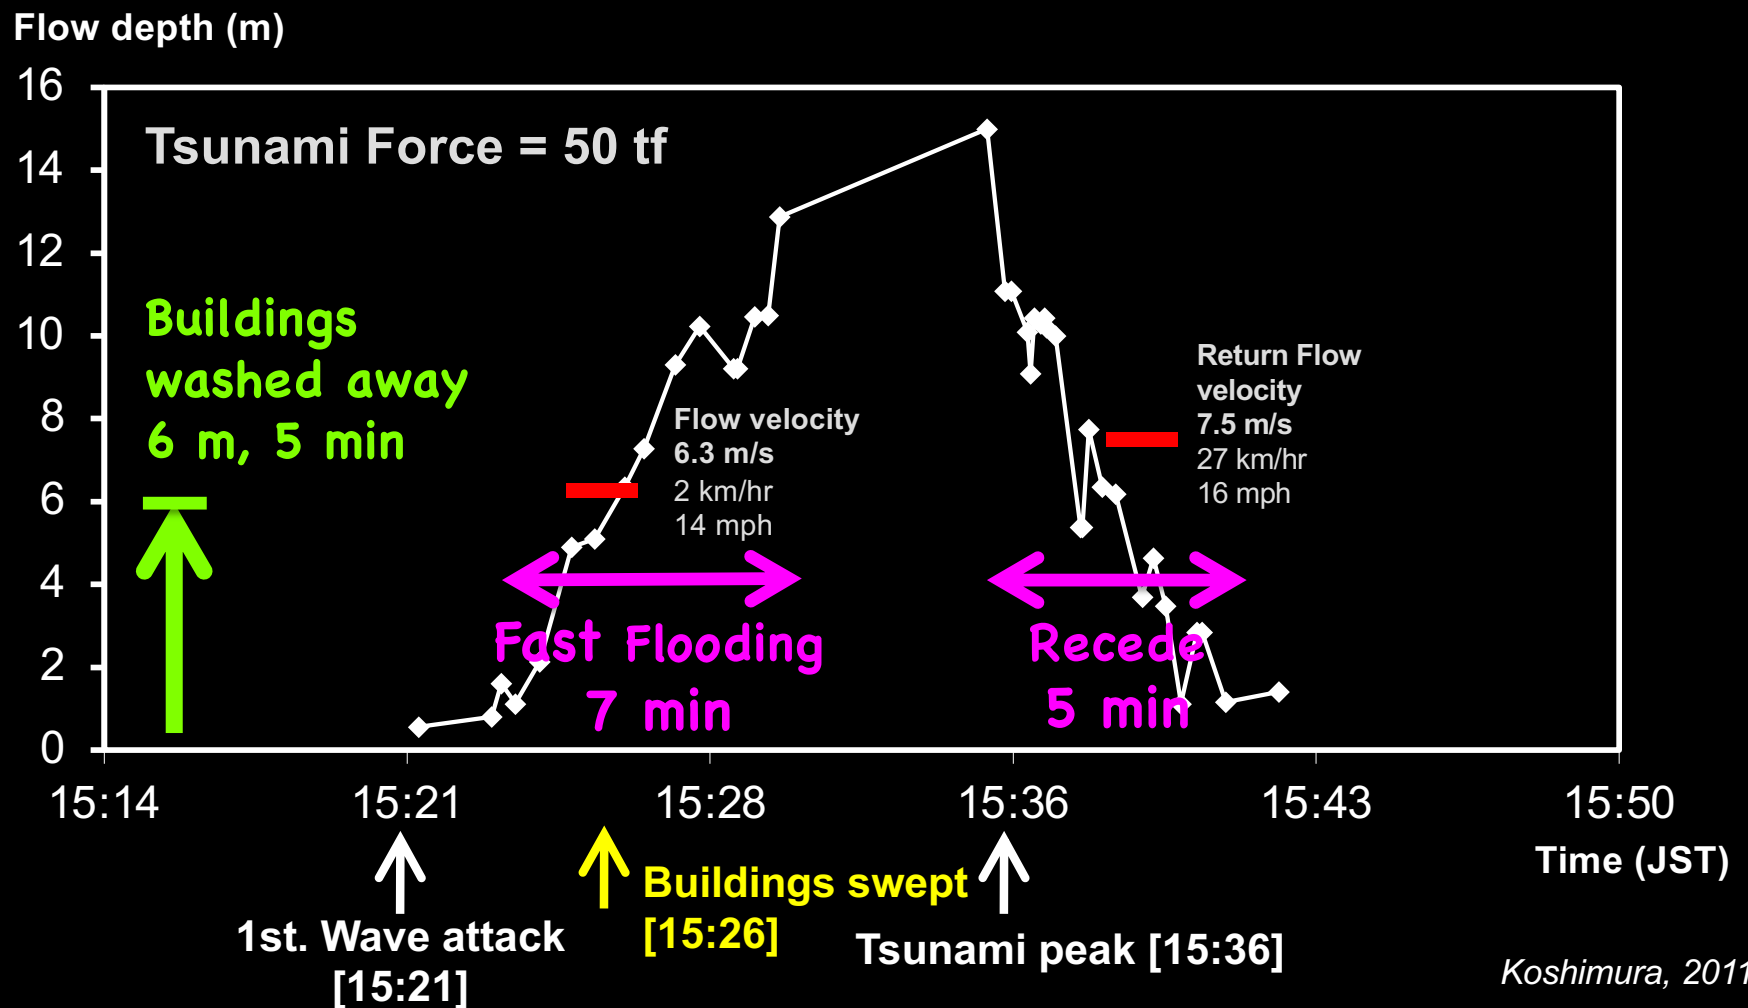 Flow depth (m)
16
14
12
10
8
6
4
2
0
Tsunami Force = 50 tf
Buildings
washed away
6 m, 5 min
Flow velocity
6.3 m/s
2 km/hr
14 mph
Return Flow
velocity
7.5 m/s
27 km/hr
16 mph
Fast Flooding
7 min
Recede
5 min
15:14
15:21
15:28
15:36
15:43
15:50
Time (JST)
1st. Wave attack
[15:21]
Buildings swept
[15:26]
Tsunami peak [15:36]
Koshimura, 2011